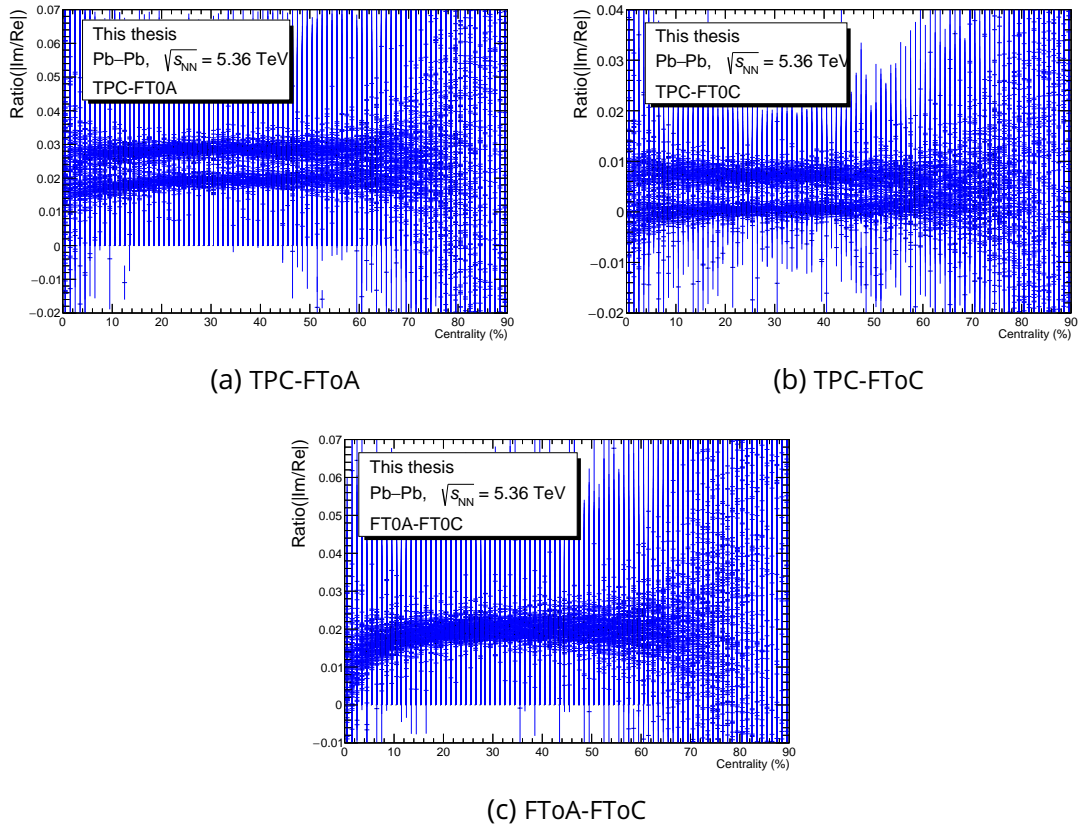 Ratio(|Im/Re|)
0.07
0.06
0.05
0.04
0.03
0.02
0.01
0
−0.01
−0.02
This thesis
Pb–Pb, √sNN = 5.36 TeV
TPC-FT0A
0 10 20 30 40 50 60 70 80 90
Centrality (%)
(a) TPC-FToA
Ratio(|Im/Re|)
0.04
0.03
0.02
0.01
0
−0.01
−0.02
This thesis
Pb–Pb, √sNN = 5.36 TeV
TPC-FT0C
0 10 20 30 40 50 60 70 80 90
Centrality (%)
(b) TPC-FToC
Ratio(|Im/Re|)
0.07
0.06
0.05
0.04
0.03
0.02
0.01
0
−0.01
This thesis
Pb–Pb, √sNN = 5.36 TeV
FT0A-FT0C
0 10 20 30 40 50 60 70 80 90
Centrality (%)
(c) FToA-FToC